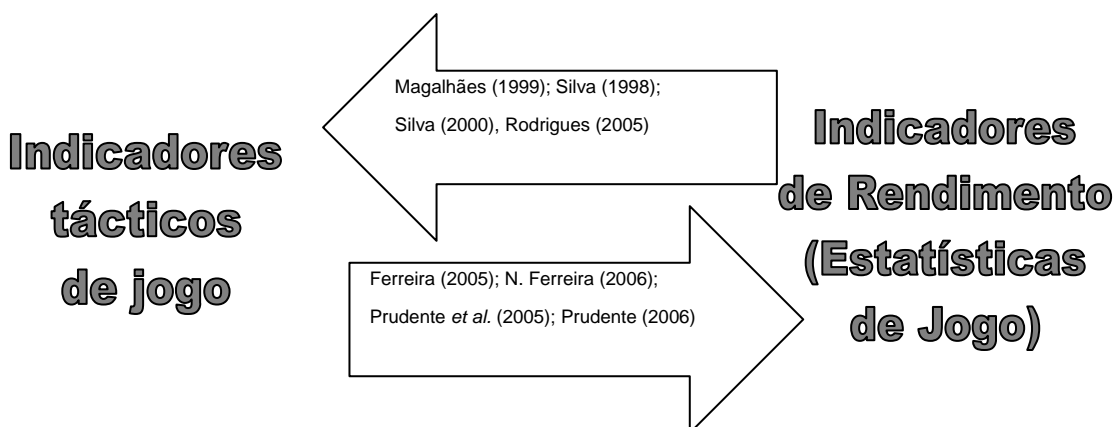 Magalhães (1999); Silva (1998);
Silva (2000), Rodrigues (2005)
Indicadores
tácticos
de jogo
Indicadores
de Rendimento
(Estatísticas
de Jogo)
Ferreira (2005); N. Ferreira (2006);
Prudente et al. (2005); Prudente (2006)